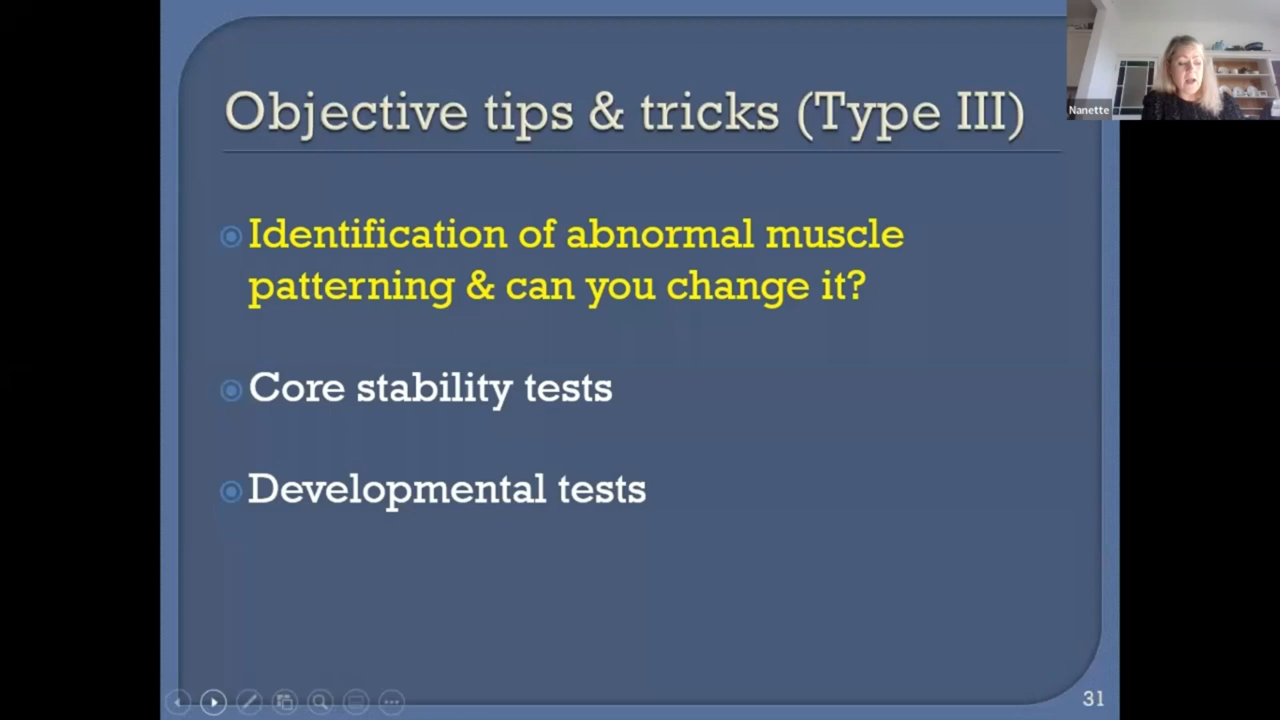 Objective tips & tricks (Type III)
Nanette
Identification of abnormal muscle
patterning & can you change it?
Core stability tests
Developmental tests
31